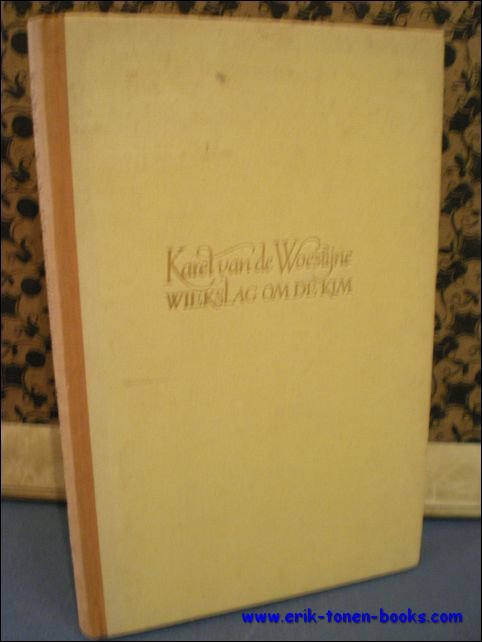 Karel van de Woestijne
WIEKSLAG OM DE KIM
www.erik-tonen-books.com